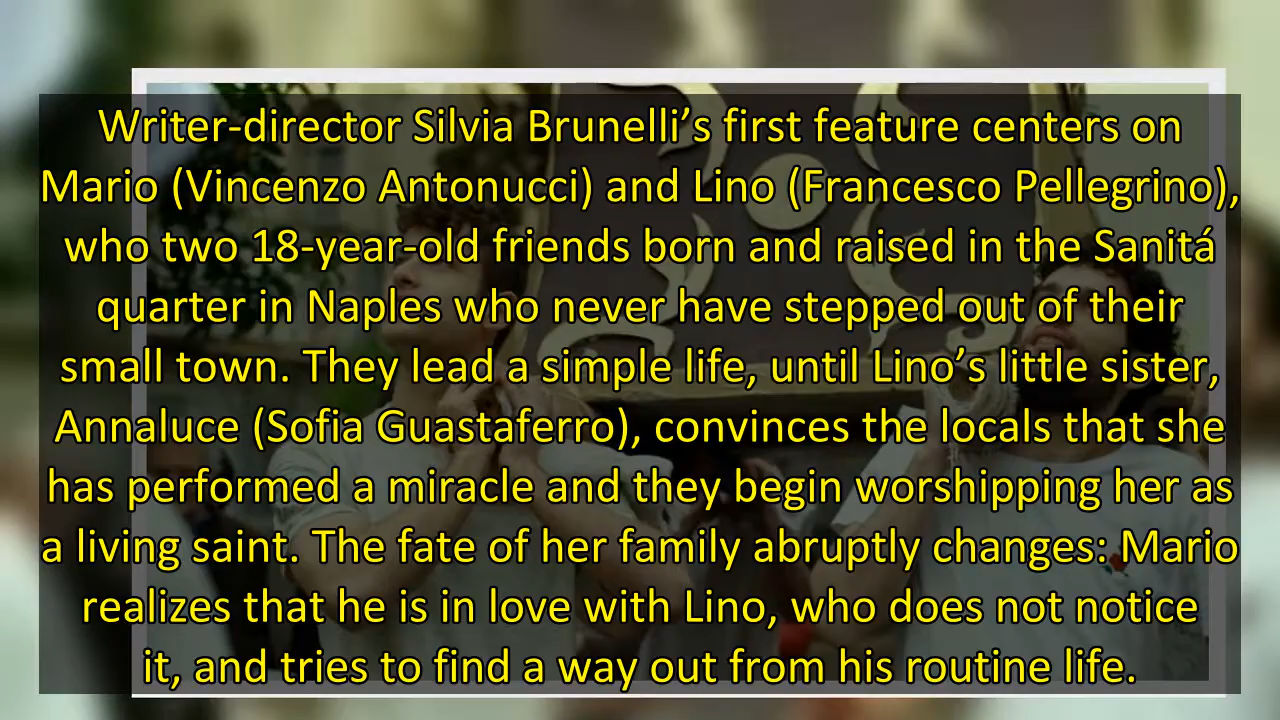 Writer-director Silvia Brunelli’s first feature centers on
Mario (Vincenzo Antonucci) and Lino (Francesco Pellegrino),
who two 18-year-old friends born and raised in the Sanitá
quarter in Naples who never have stepped out of their
small town. They lead a simple life, until Lino’s little sister,
Annaluce (Sofia Guastaferro), convinces the locals that she
has performed a miracle and they begin worshipping her as
a living saint. The fate of her family abruptly changes: Mario
realizes that he is in love with Lino, who does not notice
it, and tries to find a way out from his routine life.